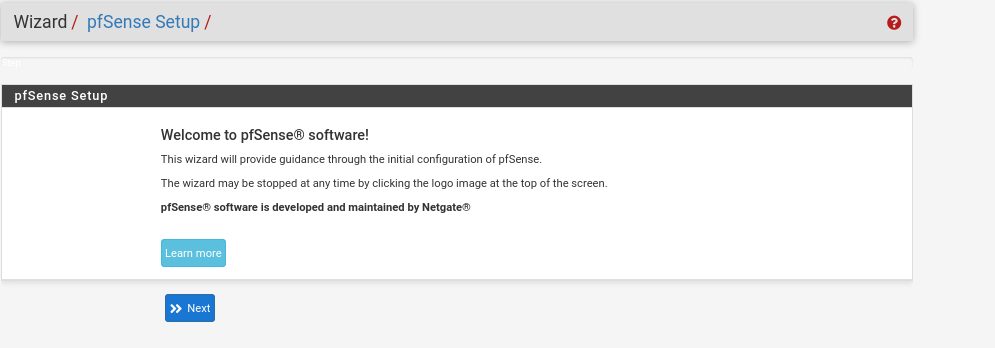 Wizard / pfSense Setup /
Step
pfSense Setup
Welcome to pfSense® software!
This wizard will provide guidance through the initial configuration of pfSense.
The wizard may be stopped at any time by clicking the logo image at the top of the screen.
pfSense® software is developed and maintained by Netgate®
Learn more
Next